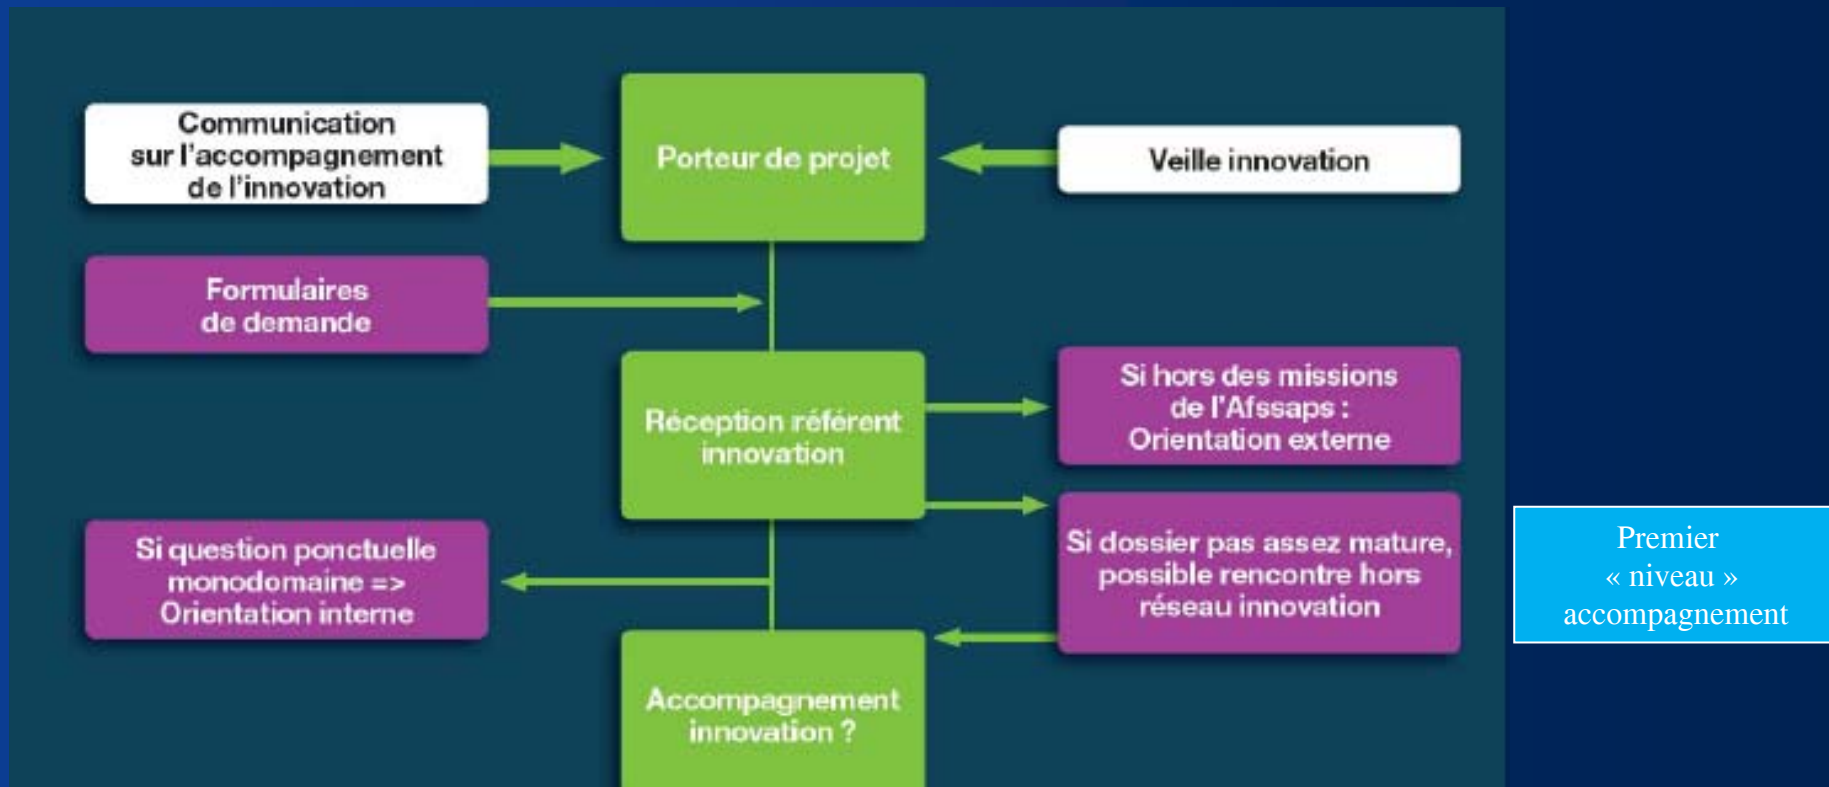 Communication
sur l'accompagnement
de l'innovation
Porteur de projet
Veille innovation
Formulaires
de demande
Réception référent
innovation
Si hors des missions
de l'Afssaps :
Orientation externe
Si question ponctuelle
monodomaine =>
Orientation interne
Si dossier pas assez mature,
possible rencontre hors
réseau innovation
Premier
« niveau »
accompagnement
Accompagnement
innovation ?